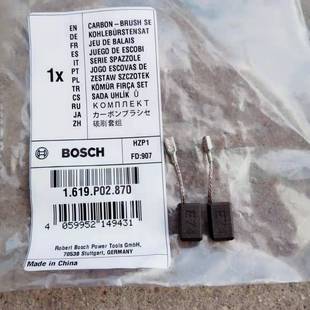 1x
EN CARBON-BRUSH SE
DE KOHLEBÜRSTENSAT
FR JEU DE BALAIS
ES JUEGO DE ESCOBI
IT SERIE SPAZZOLE
PT JOGO ESCOVAS DE
PL ZESTAW SZCZOTEK
TR KÖMÜR FIRÇA SET
CS SADA UHLÍK Ů
RU КОМПЛЕКТ
JA カーボンブラシセ
ZH 碳刷套组
BOSCH
HZP1
FD:907
1.619.P02.870
4 059952 149431
Robert Bosch Power Tools GmbH,
70538 Stuttgart, GERMANY
Made in China